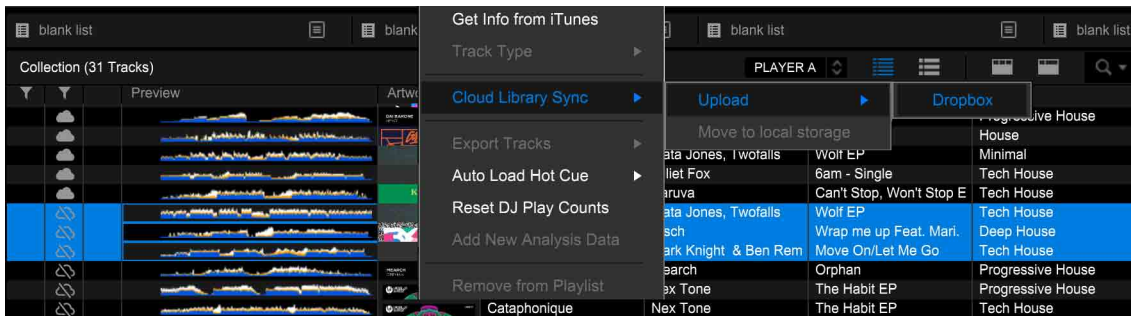 blank list
blank
blank list
blank list
Get Info from iTunes
Track Type
Collection (31 Tracks)
PLAYER A
Preview
Artwo
Cloud Library Sync
Upload
Dropbox
Progressive House
Move to local storage
House
Export Tracks
ata Jones, Twofalls Wolf EP Minimal
Auto Load Hot Cue
liet Fox 6am - Single Tech House
aruva Can't Stop, Won't Stop E Tech House
Reset DJ Play Counts
ata Jones, Twofalls Wolf EP Tech House
sch Wrap me up Feat. Mari. Deep House
Add New Analysis Data
ark Knight & Ben Rem Move On/Let Me Go Tech House
earch Orphan Progressive House
Remove from Playlist
ex Tone The Habit EP Progressive House
Cataphonique Nex Tone The Habit EP Tech House